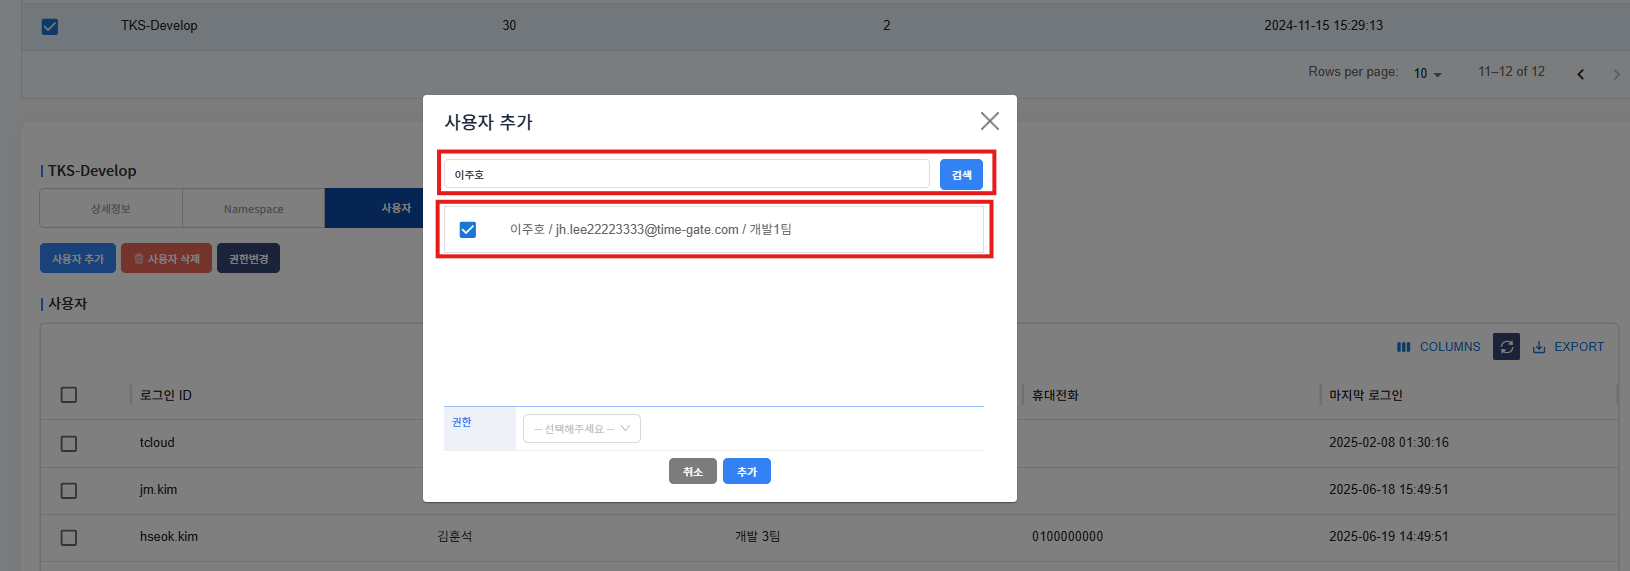 TKS-Develop 30 2 2024-11-15 15:29:13
Rows per page: 10 11–12 of 12
사용자 추가
이주호 검색
이주호 / jh.lee22223333@time-gate.com / 개발1팀
권한 -- 선택해주세요 --
취소 추가
TKS-Develop
상세정보 Namespace 사용자
사용자 추가 사용자 삭제 권한변경
사용자
COLUMNS EXPORT
로그인 ID 휴대전화 마지막 로그인
tcloud 2025-02-08 01:30:16
jm.kim 2025-06-18 15:49:51
hseok.kim 김훈석 개발 3팀 0100000000 2025-06-19 14:49:51